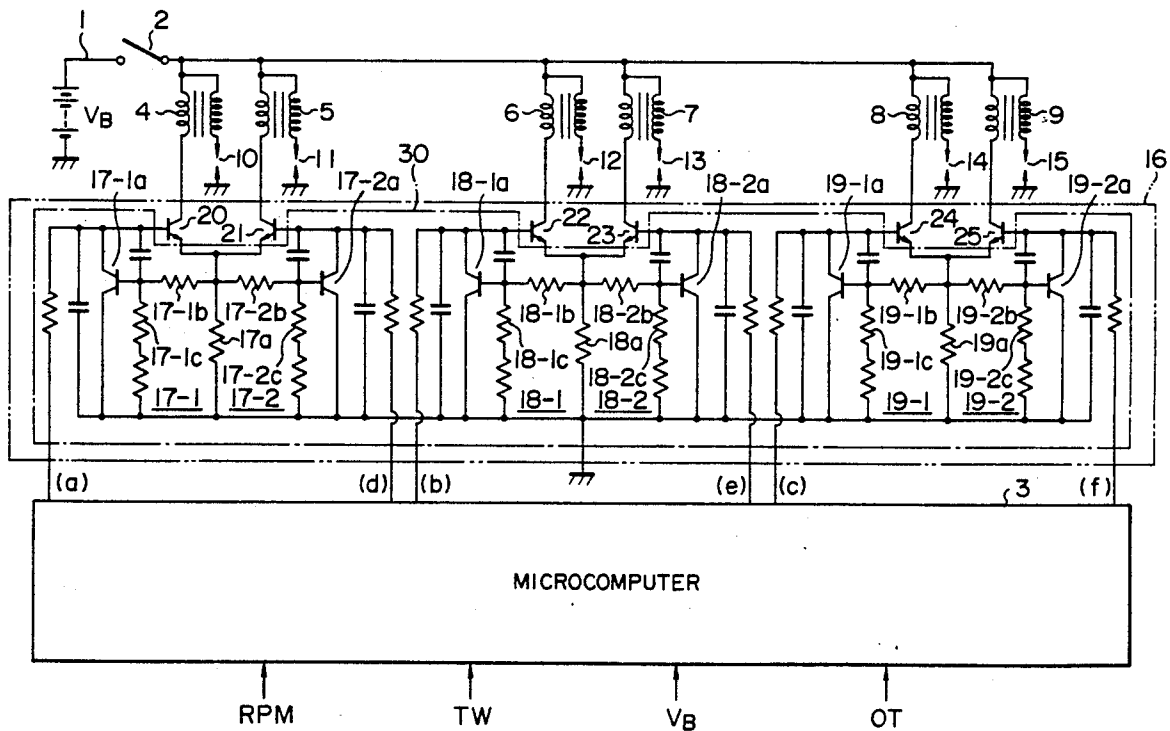 1
2
VB
4
5
6
7
8
9
10
11
12
13
14
15
16
30
17-1a
17-2a
18-1a
18-2a
19-1a
19-2a
20
21
22
23
24
25
17-1b
17-2b
18-1b
18-2b
19-1b
19-2b
17a
18a
19a
17-1c
17-2c
18-1c
18-2c
19-1c
19-2c
17-1
17-2
18-1
18-2
19-1
19-2
(a)
(d)
(b)
(e)
(c)
(f)
3
MICROCOMPUTER
RPM
TW
VB
OT